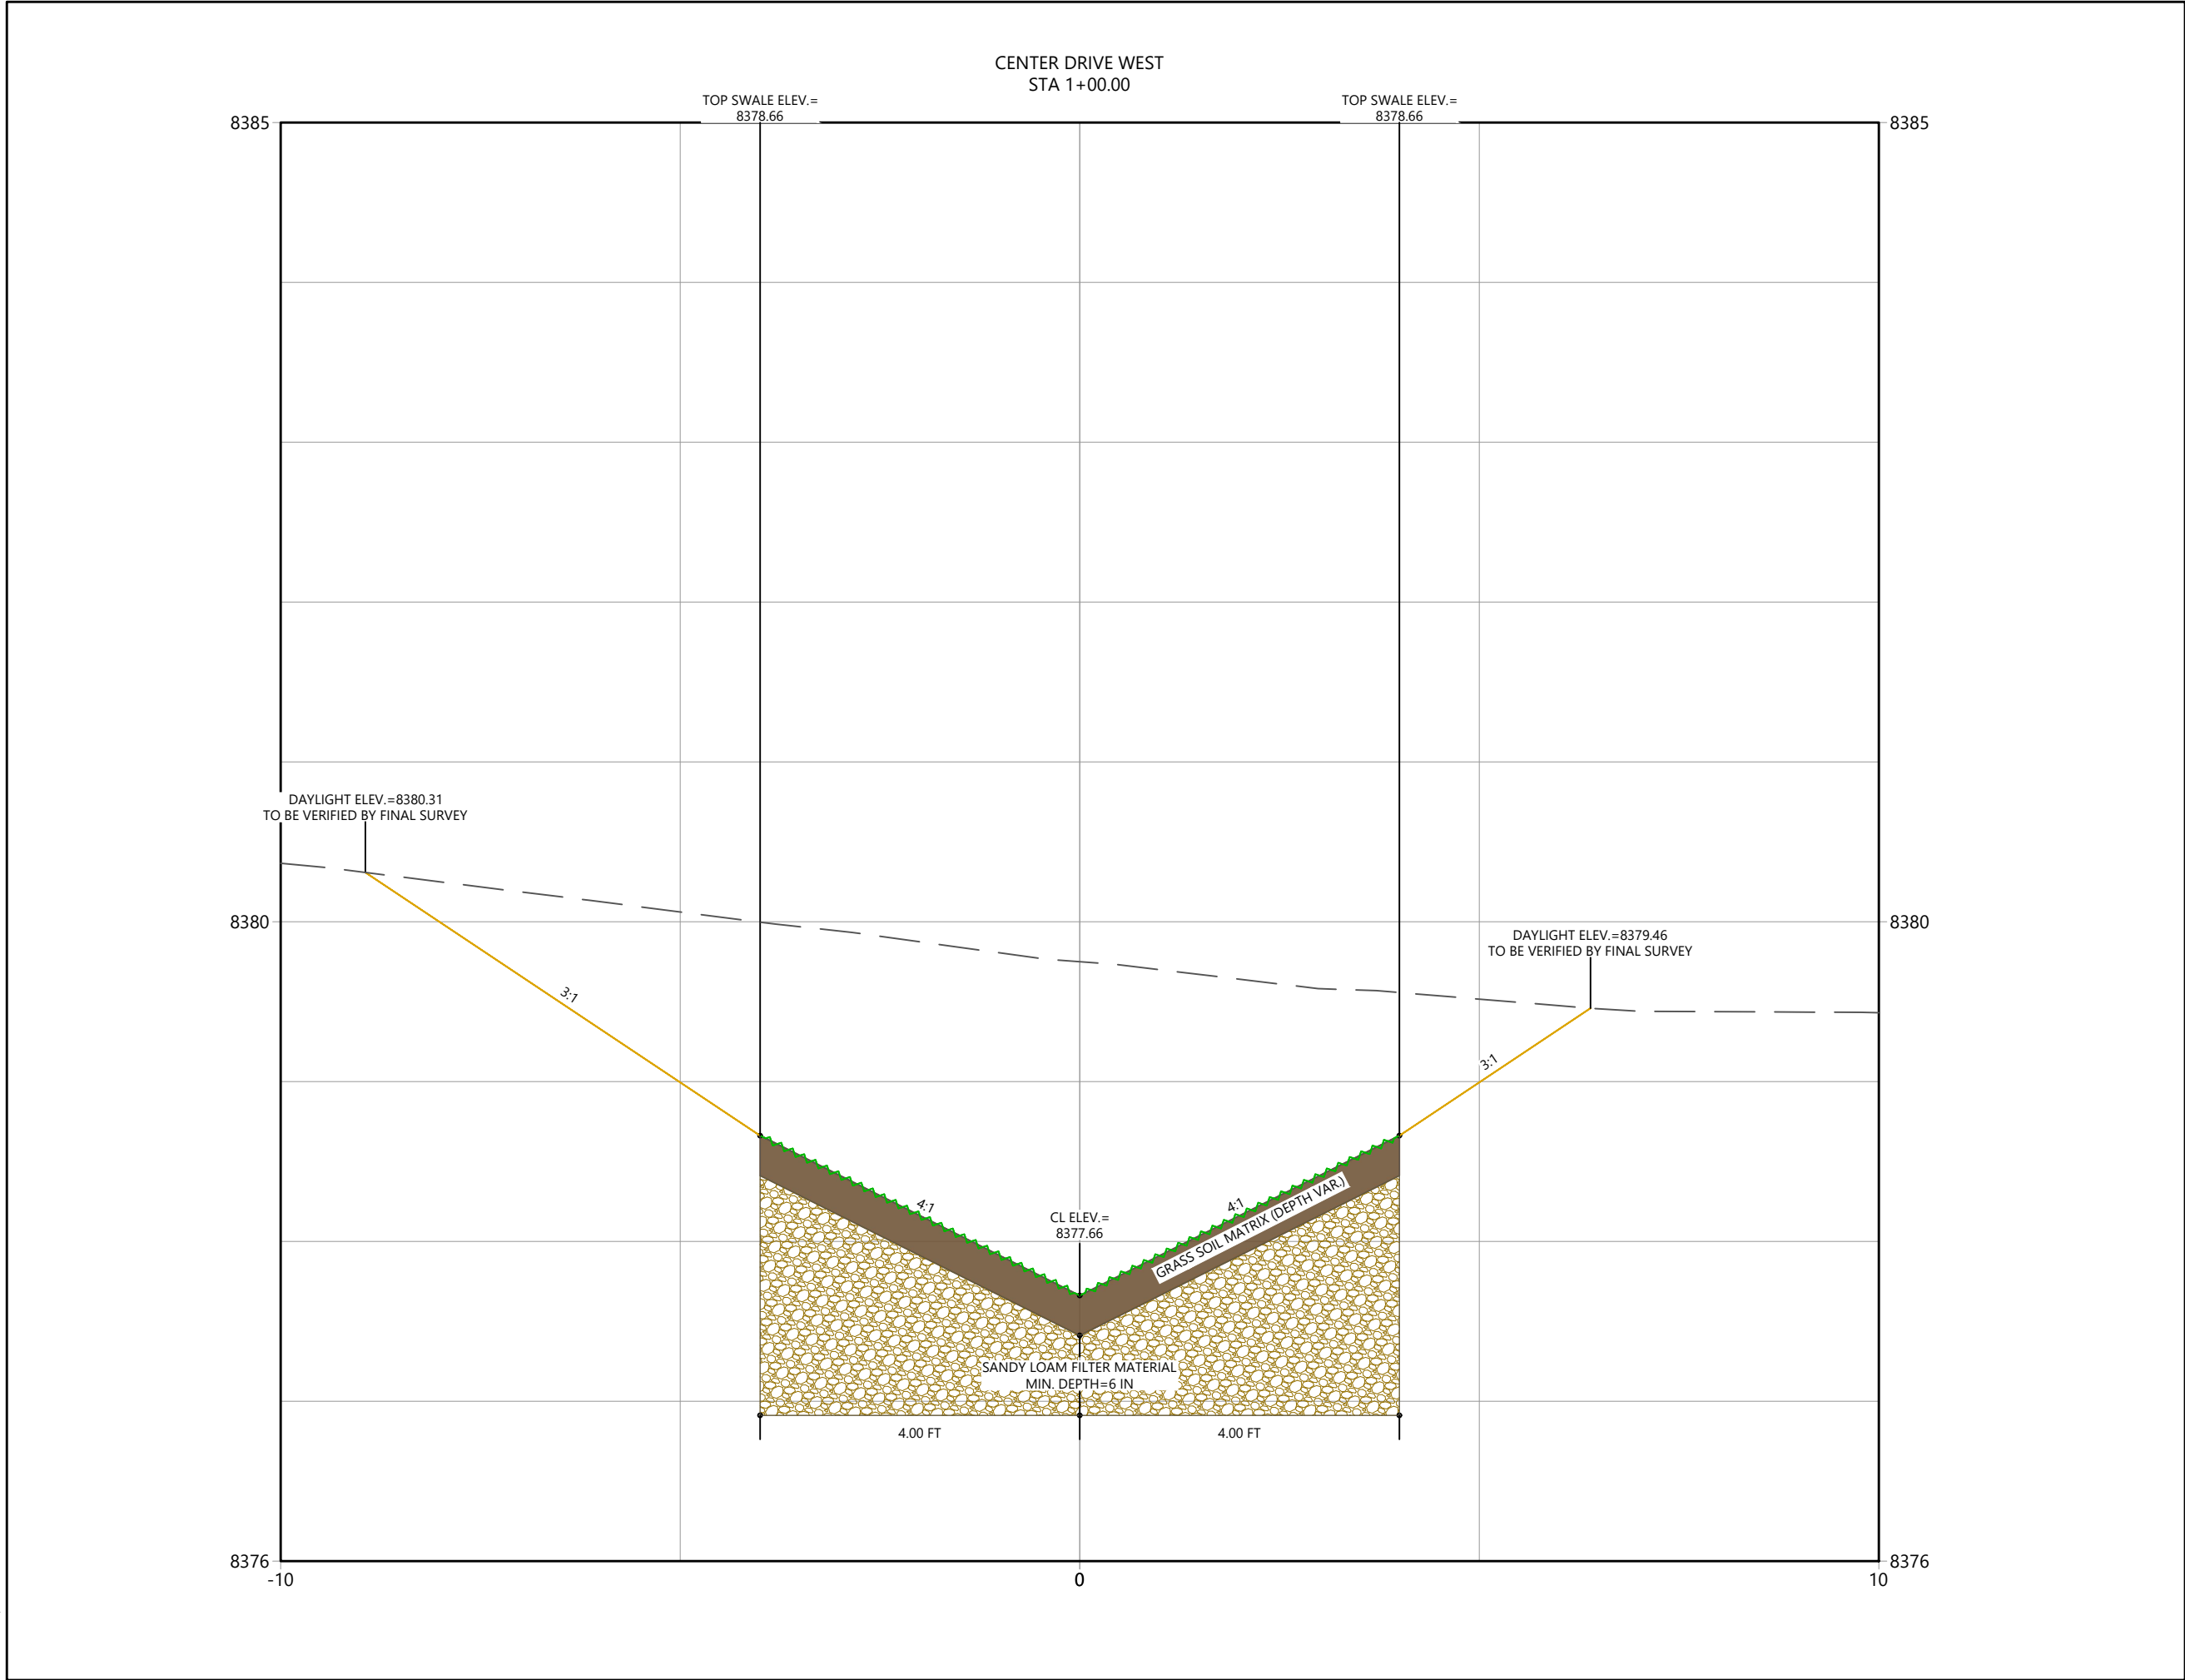 CENTER DRIVE WEST
STA 1+00.00
TOP SWALE ELEV.=
8378.66
TOP SWALE ELEV.=
8378.66
8385
8385
DAYLIGHT ELEV.=8380.31
TO BE VERIFIED BY FINAL SURVEY
8380
8380
DAYLIGHT ELEV.=8379.46
TO BE VERIFIED BY FINAL SURVEY
3:1
3:1
4:1
4:1
GRASS SOIL MATRIX (DEPTH VAR.)
CL ELEV.=
8377.66
SANDY LOAM FILTER MATERIAL
MIN. DEPTH=6 IN
4.00 FT
4.00 FT
8376
8376
-10
0
10